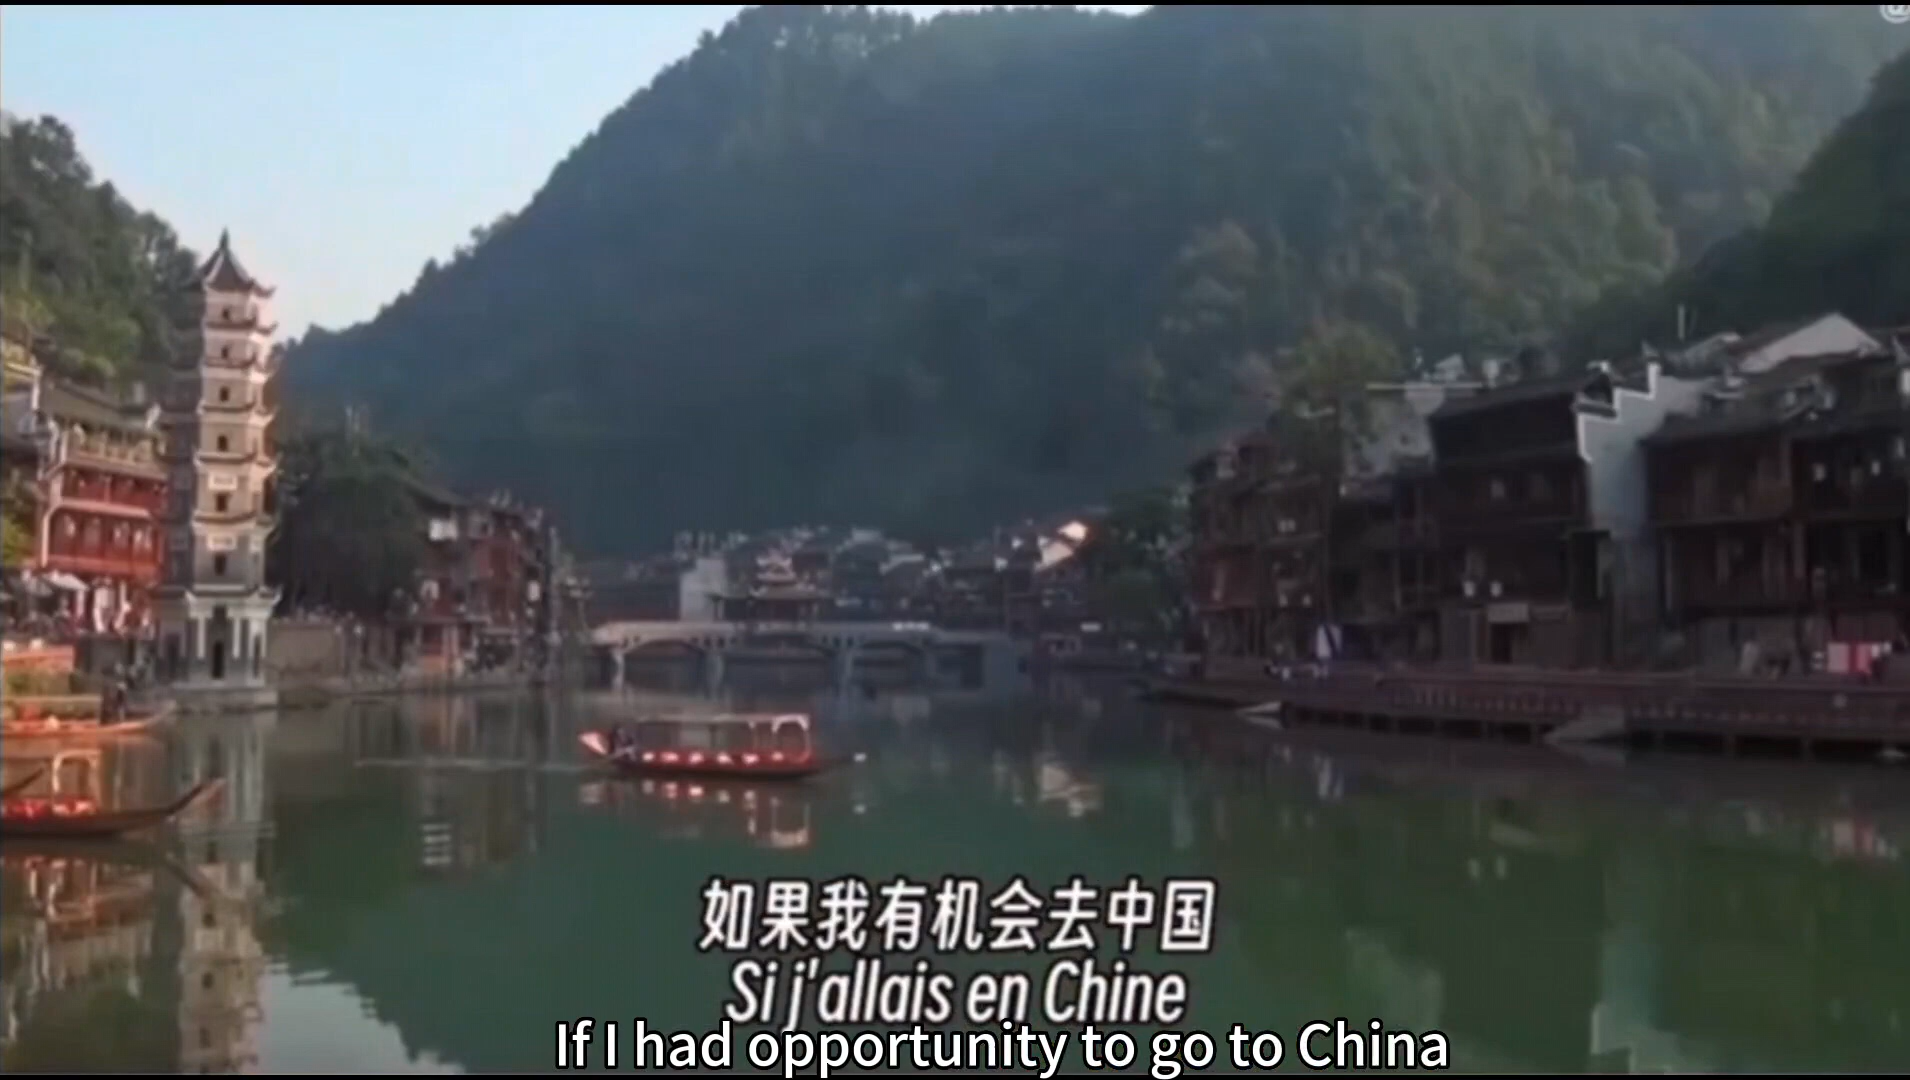 如果我有机会去中国
Si j'allais en Chine
If I had opportunity to go to China